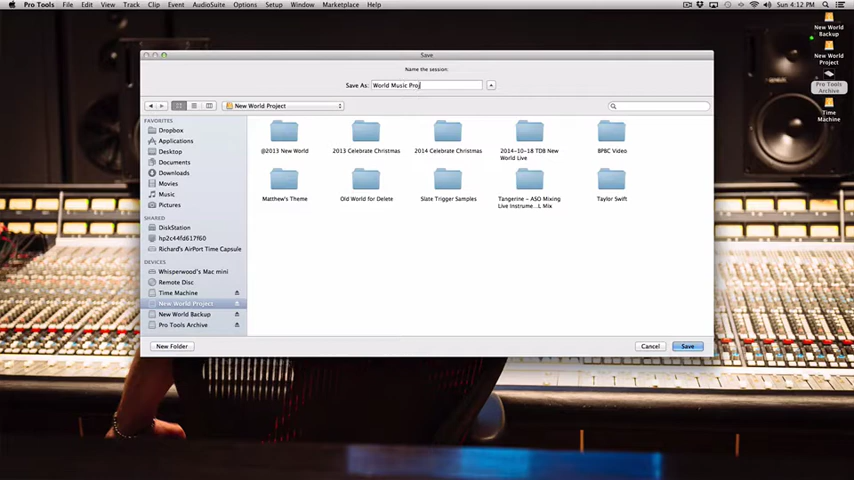 Pro Tools File Edit View Track Clip Event AudioSuite Options Setup Window Marketplace Help Sun 4:12 PM
New World Backup
New World Project
Pro Tools Archive
Time Machine
Save
Name the session:
Save As: World Music Proj
New World Project
FAVORITES
Dropbox
Applications
Desktop
Documents
Downloads
Movies
Music
Pictures
SHARED
DiskStation
hp2c44fd617f60
Richard's AirPort Time Capsule
DEVICES
Whisperwood's Mac mini
Remote Disc
Time Machine
New World Project
New World Backup
Pro Tools Archive
@2013 New World
2013 Celebrate Christmas
2014 Celebrate Christmas
2014-10-18 TDB New
World Live
BPBC Video
Matthew's Theme
Old World for Delete
Slate Trigger Samples
Tangerine - ASO Mixing
Live Instrume...L Mix
Taylor Swift
New Folder
Cancel
Save